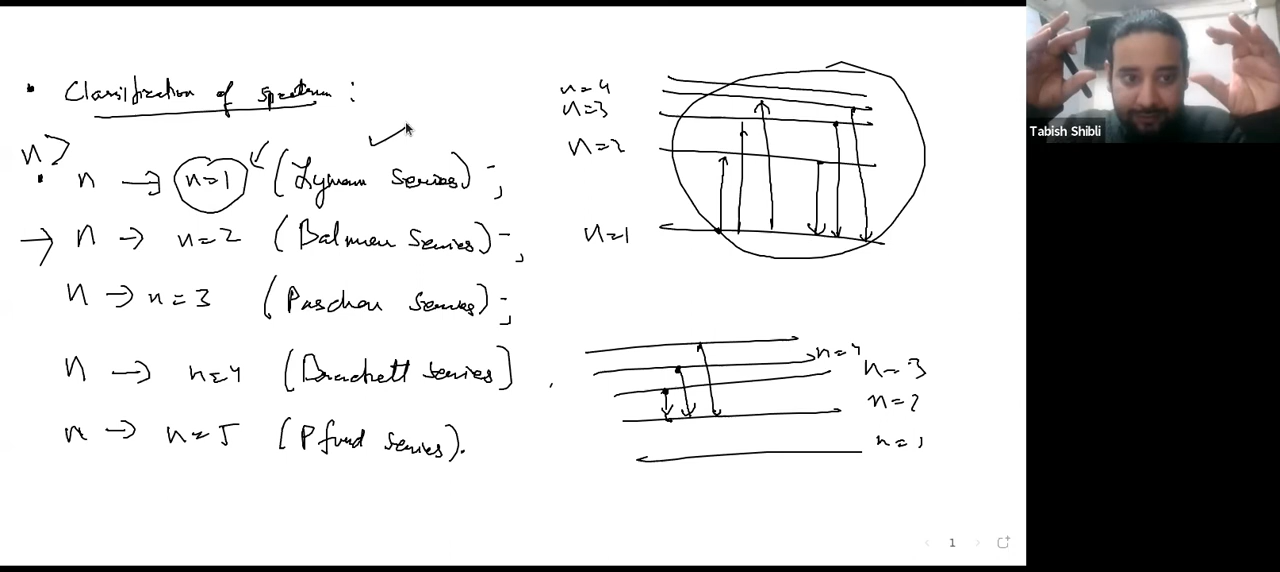 • Classification of spectrum :
n >
• n → n=1 (Lyman series) -;
→ n → n=2 (Balmer Series) -;
n → n = 3 (Paschen series) -;
n → n=4 (Brackett series]
n → n=5 (Pfund series).
n=4
n=3
n=2
n=1
n=4
n=3
n=2
n=1
Tabish Shibli
1